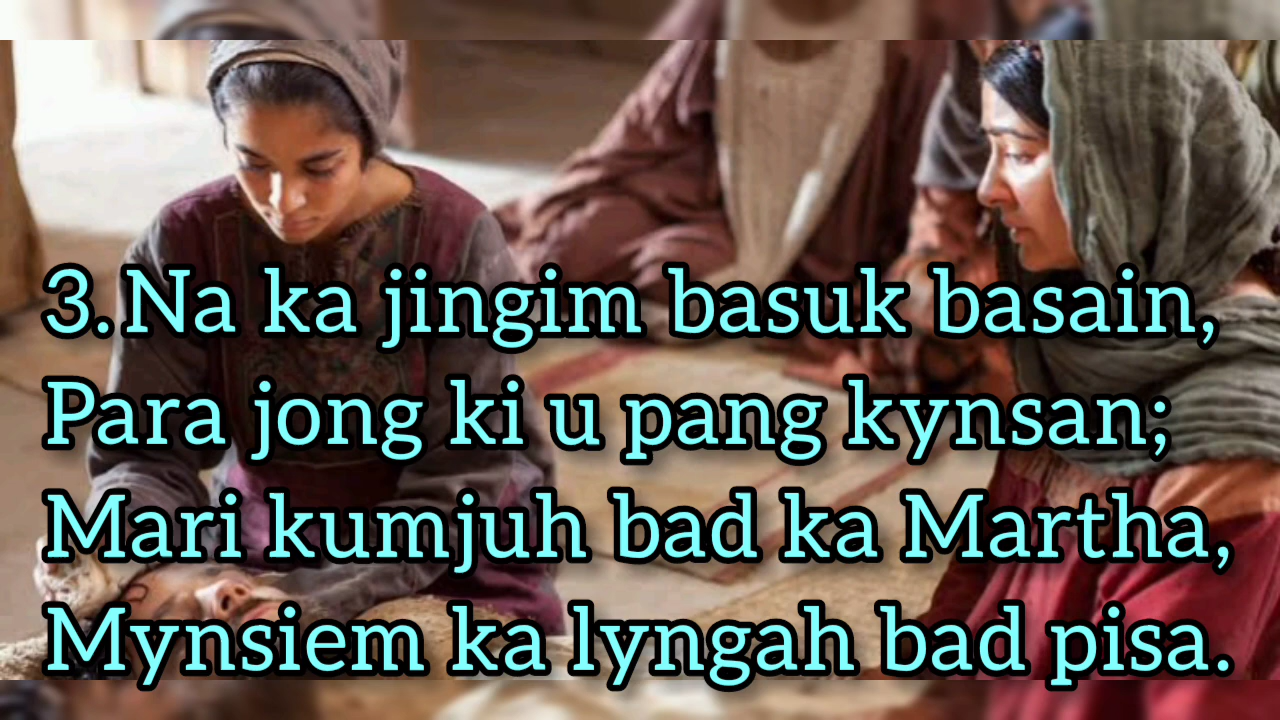 3. Na ka jingim basuk basain,
Para jong ki u pang kynsan;
Mari kumjuh bad ka Martha,
Mynsiem ka lyngah bad pisa.